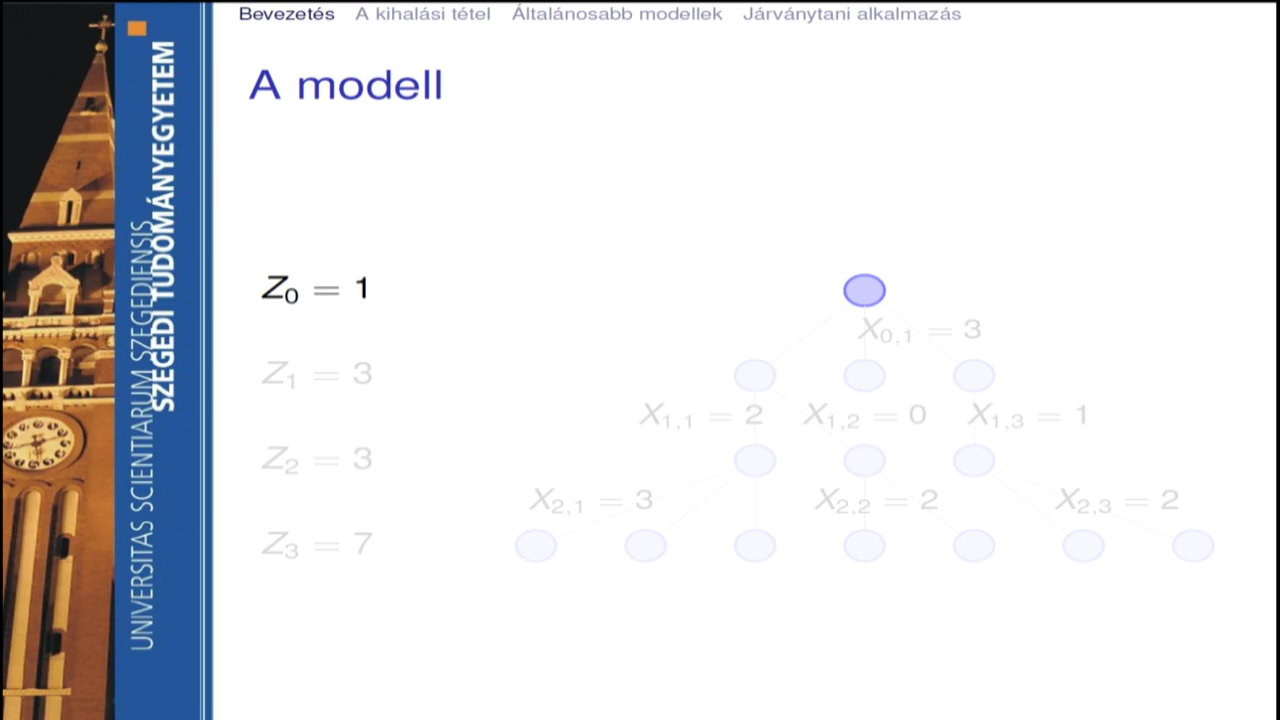 Bevezetés A kihalási tétel Általánosabb modellek Járványtani alkalmazás
UNIVERSITAS SCIENTIARUM SZEGEDIENSIS
SZEGEDI TUDOMÁNYEGYETEM
A modell
Z0 = 1
X0,1 = 3
Z1 = 3
X1,1 = 2 X1,2 = 0 X1,3 = 1
Z2 = 3
X2,1 = 3 X2,2 = 2 X2,3 = 2
Z3 = 7